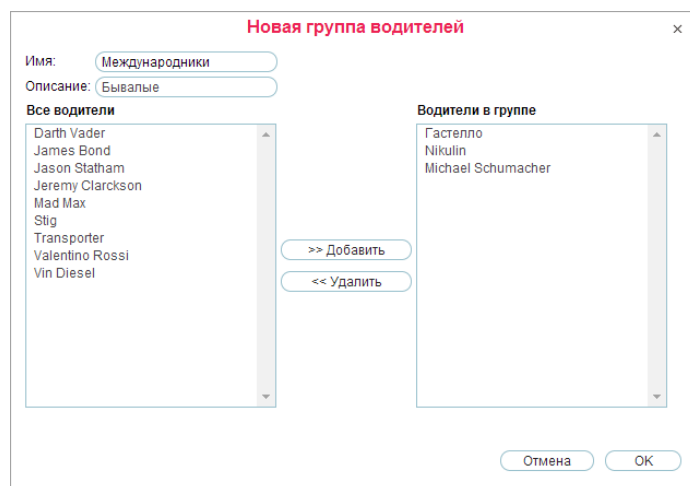 Новая группа водителей
×
Имя: Международники
Описание: Бывалые
Все водители
Darth Vader
James Bond
Jason Statham
Jeremy Clarckson
Mad Max
Stig
Transporter
Valentino Rossi
Vin Diesel
>> Добавить
<< Удалить
Водители в группе
Гастелло
Nikulin
Michael Schumacher
Отмена
OK